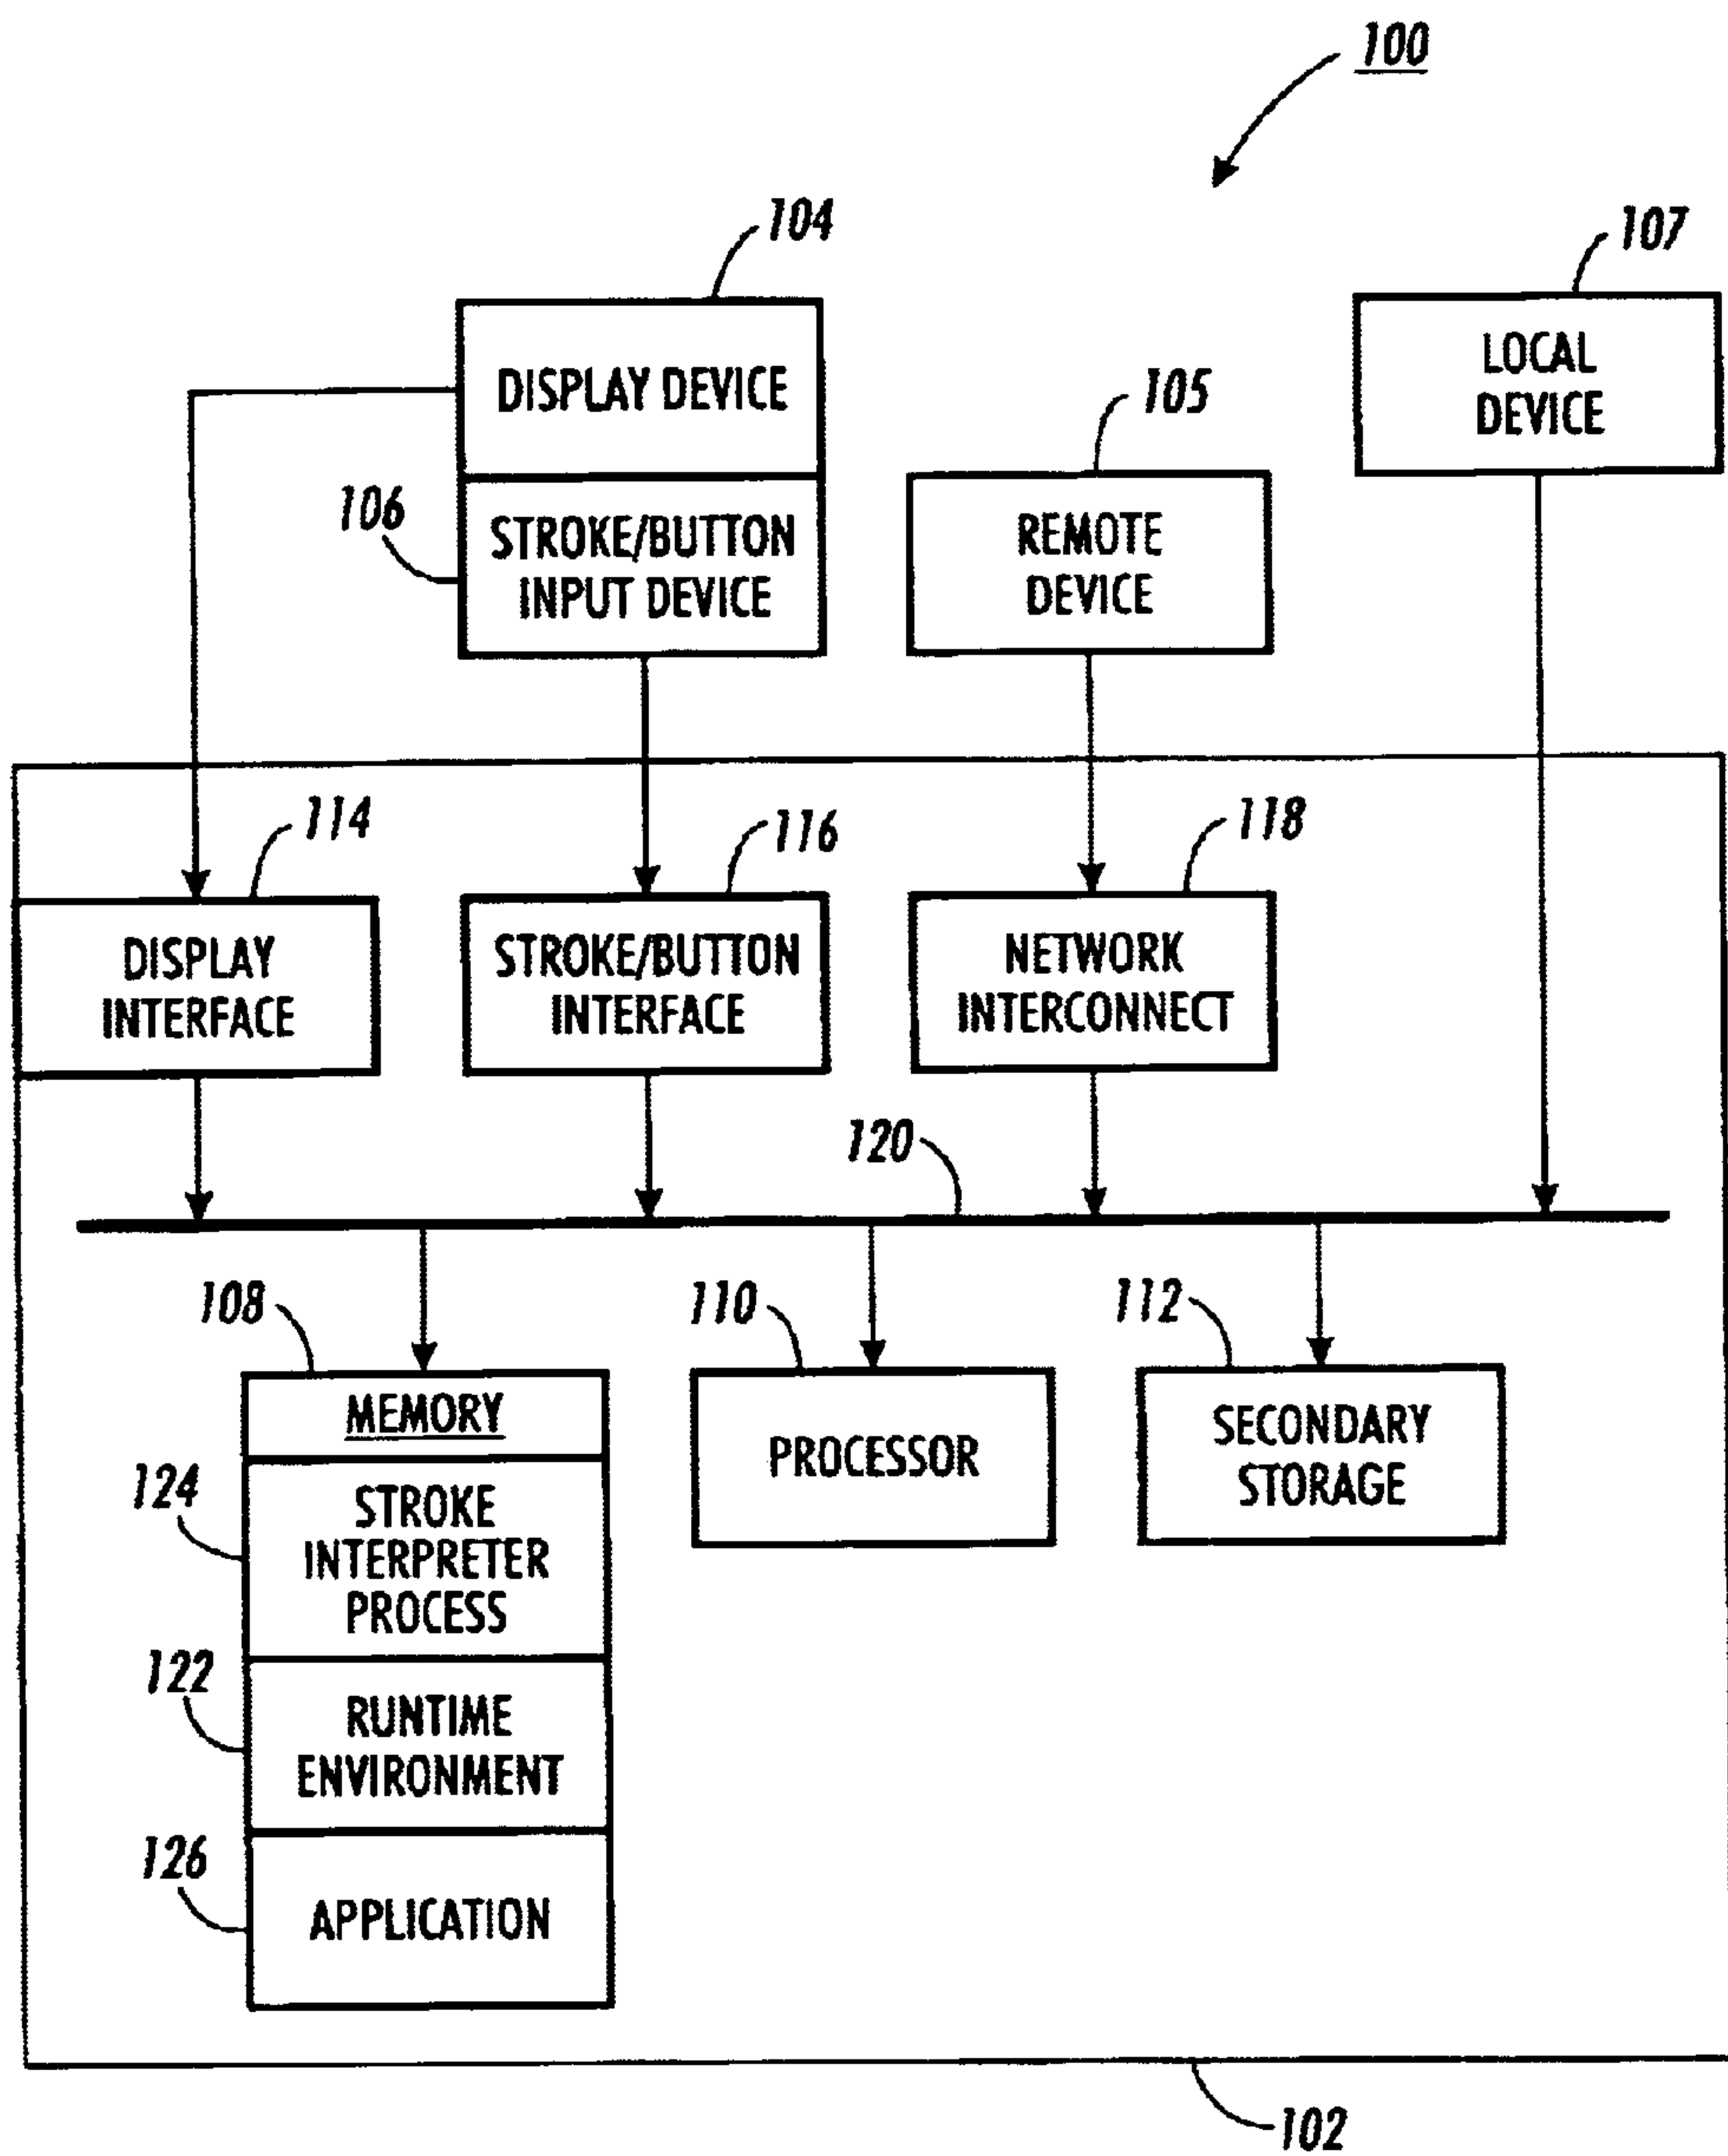 100
104
107
DISPLAY DEVICE
LOCAL
DEVICE
105
106
STROKE/BUTTON
INPUT DEVICE
REMOTE
DEVICE
114
116
118
DISPLAY
INTERFACE
STROKE/BUTTON
INTERFACE
NETWORK
INTERCONNECT
120
108
110
112
MEMORY
PROCESSOR
SECONDARY
STORAGE
124
STROKE
INTERPRETER
PROCESS
122
RUNTIME
ENVIRONMENT
126
APPLICATION
102